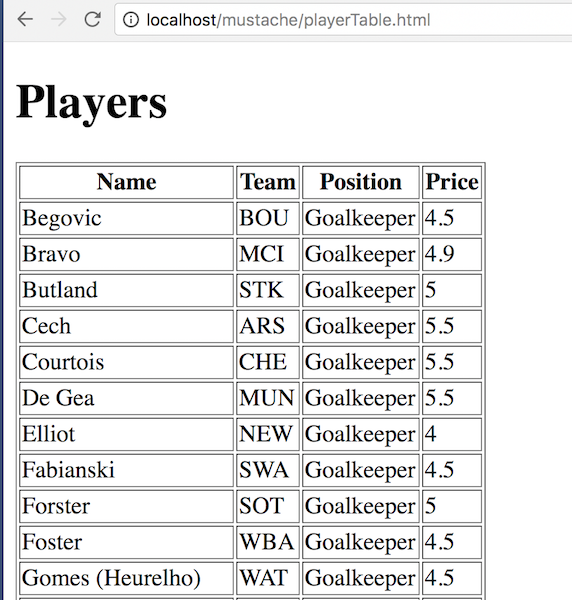 localhost/mustache/playerTable.html
Players
Name Team Position Price
Begovic BOU Goalkeeper 4.5
Bravo MCI Goalkeeper 4.9
Butland STK Goalkeeper 5
Cech ARS Goalkeeper 5.5
Courtois CHE Goalkeeper 5.5
De Gea MUN Goalkeeper 5.5
Elliot NEW Goalkeeper 4
Fabianski SWA Goalkeeper 4.5
Forster SOT Goalkeeper 5
Foster WBA Goalkeeper 4.5
Gomes (Heurelho) WAT Goalkeeper 4.5